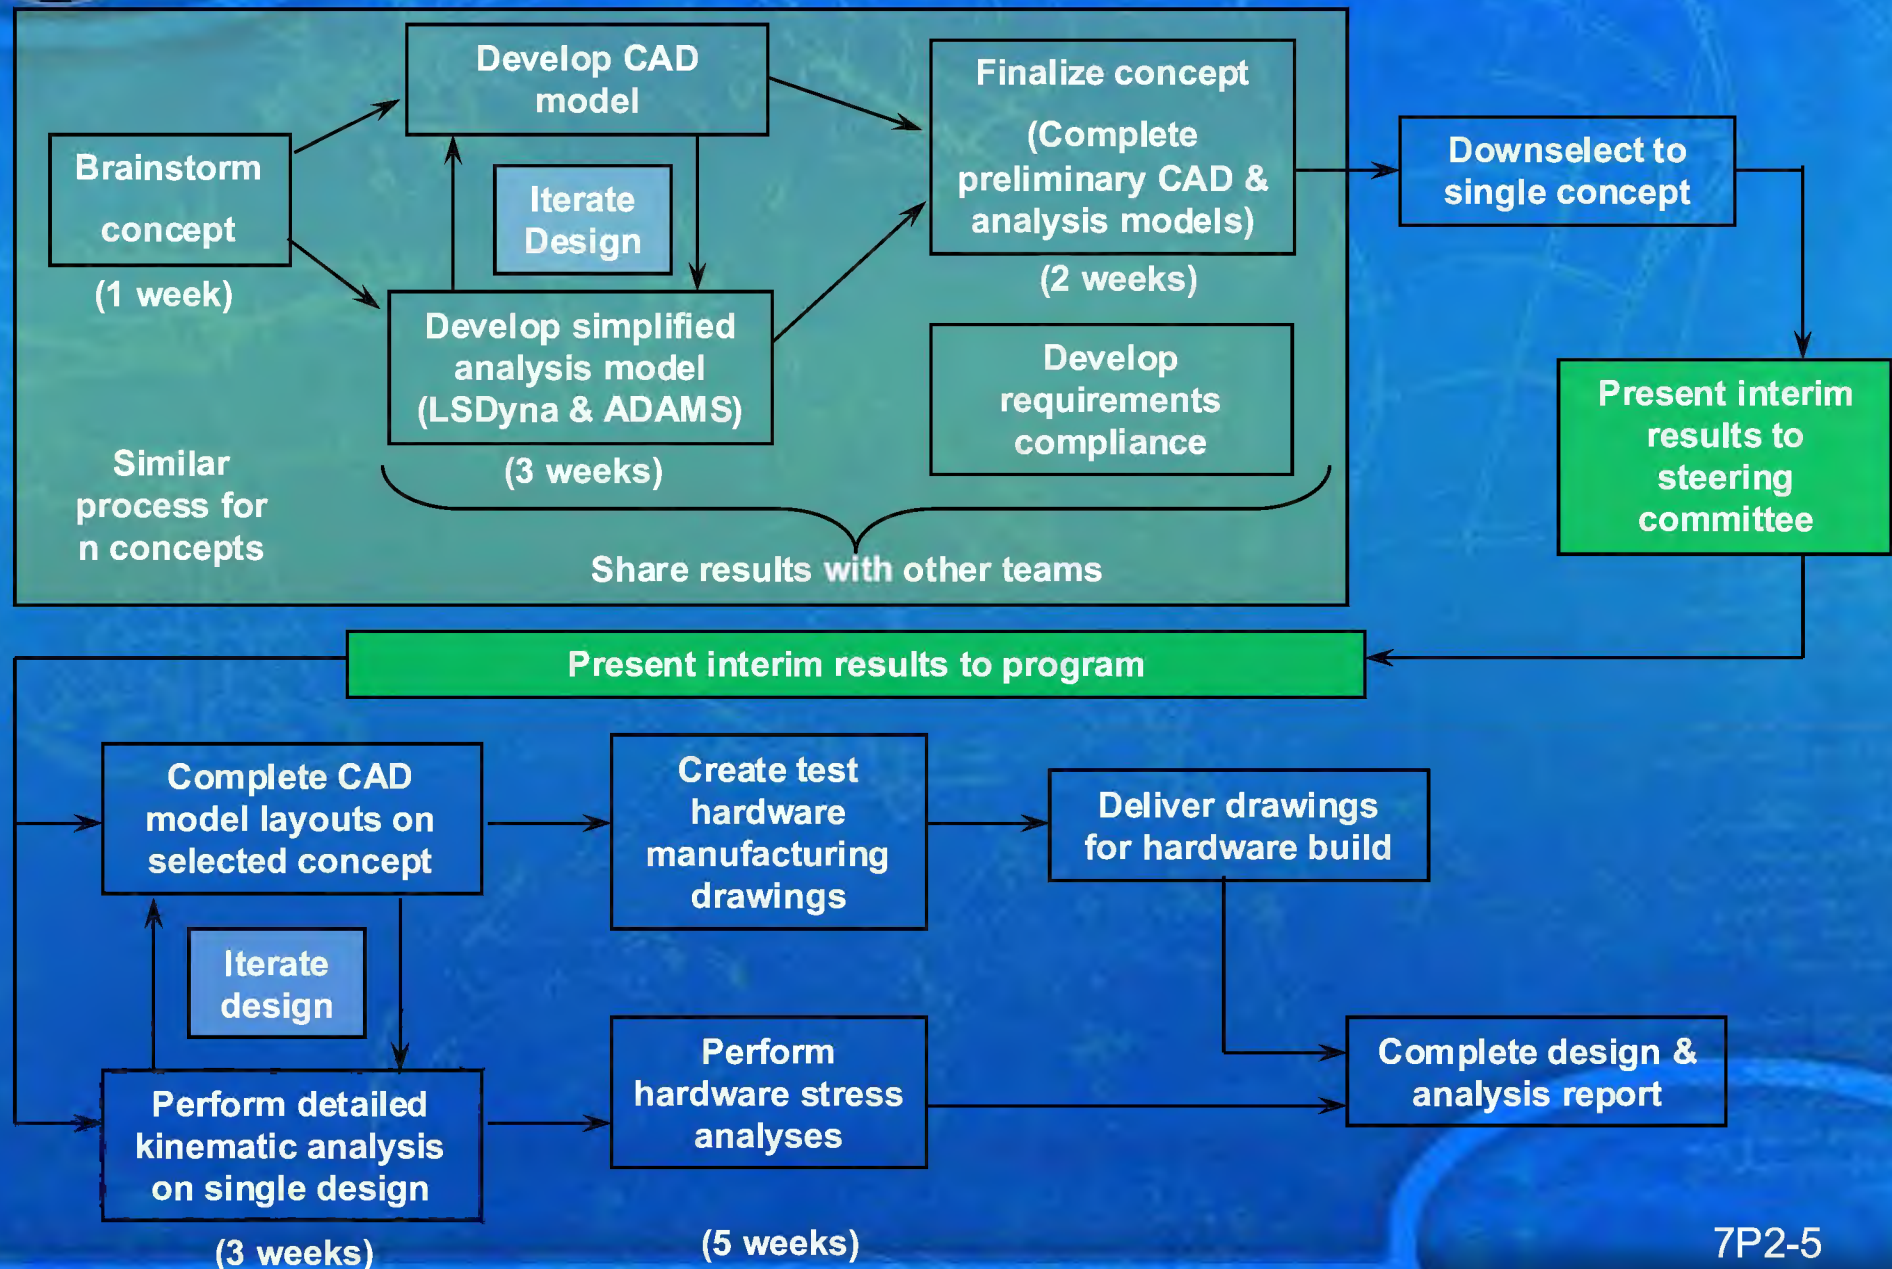 Brainstorm
concept
(1 week)
Develop CAD
model
Iterate
Design
Develop simplified
analysis model
(LSDyna & ADAMS)
(3 weeks)
Finalize concept
(Complete
preliminary CAD &
analysis models)
(2 weeks)
Develop
requirements
compliance
Similar
process for
n concepts
Share results with other teams
Downselect to
single concept
Present interim
results to
steering
committee
Present interim results to program
Complete CAD
model layouts on
selected concept
Iterate
design
Perform detailed
kinematic analysis
on single design
(3 weeks)
Create test
hardware
manufacturing
drawings
Perform
hardware stress
analyses
(5 weeks)
Deliver drawings
for hardware build
Complete design &
analysis report
7P2-5